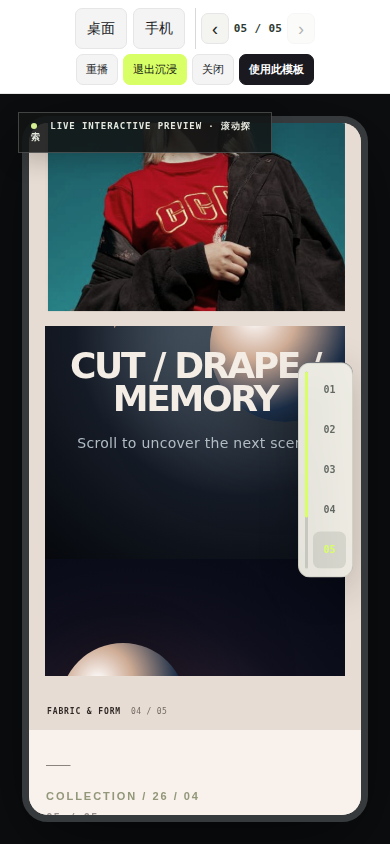 桌面
手机
‹
05 / 05
›
重播
退出沉浸
关闭
使用此模板
LIVE INTERACTIVE PREVIEW · 滚动探
索
CUT / DRAPE /
MEMORY
Scroll to uncover the next
01
02
03
04
05
FABRIC & FORM 04 / 05
COLLECTION / 26 / 04